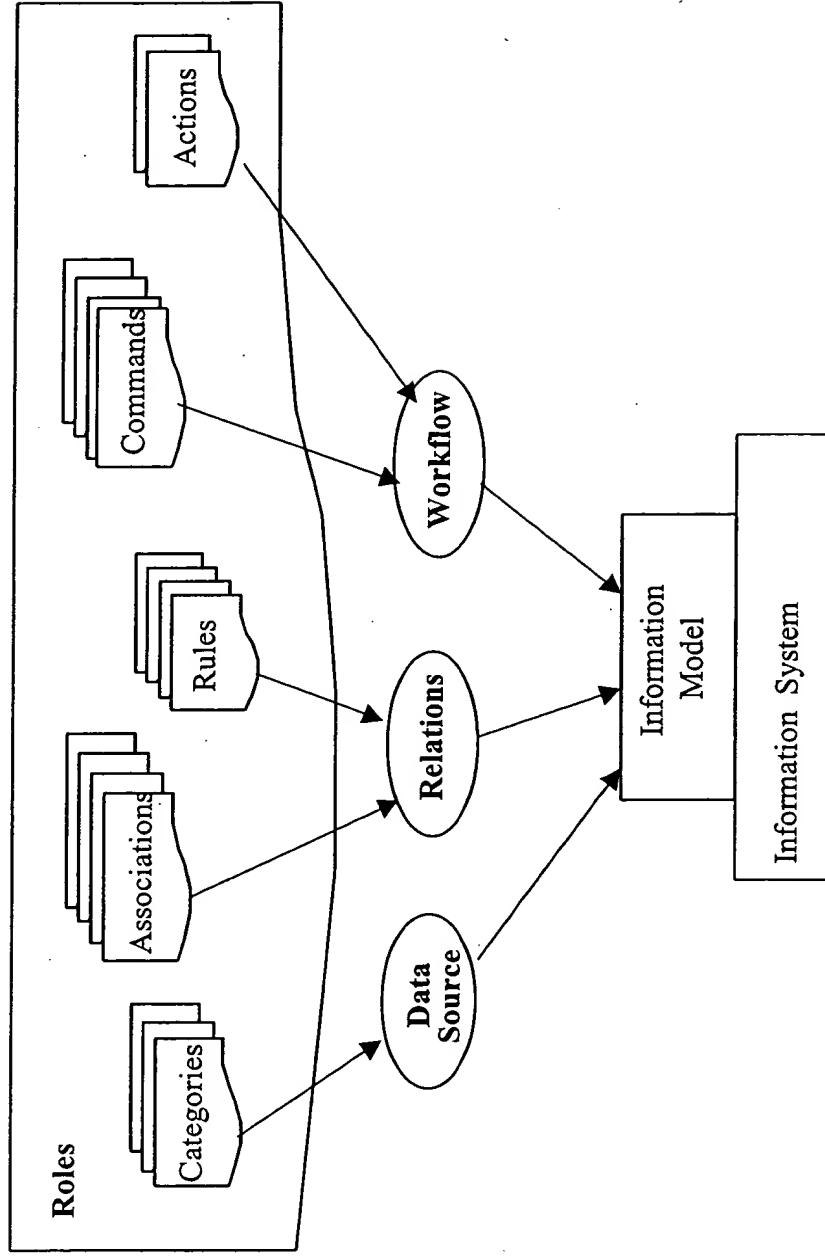 Roles
Categories
Associations
Rules
Commands
Actions
Data
Source
Relations
Workflow
Information
Model
Information System